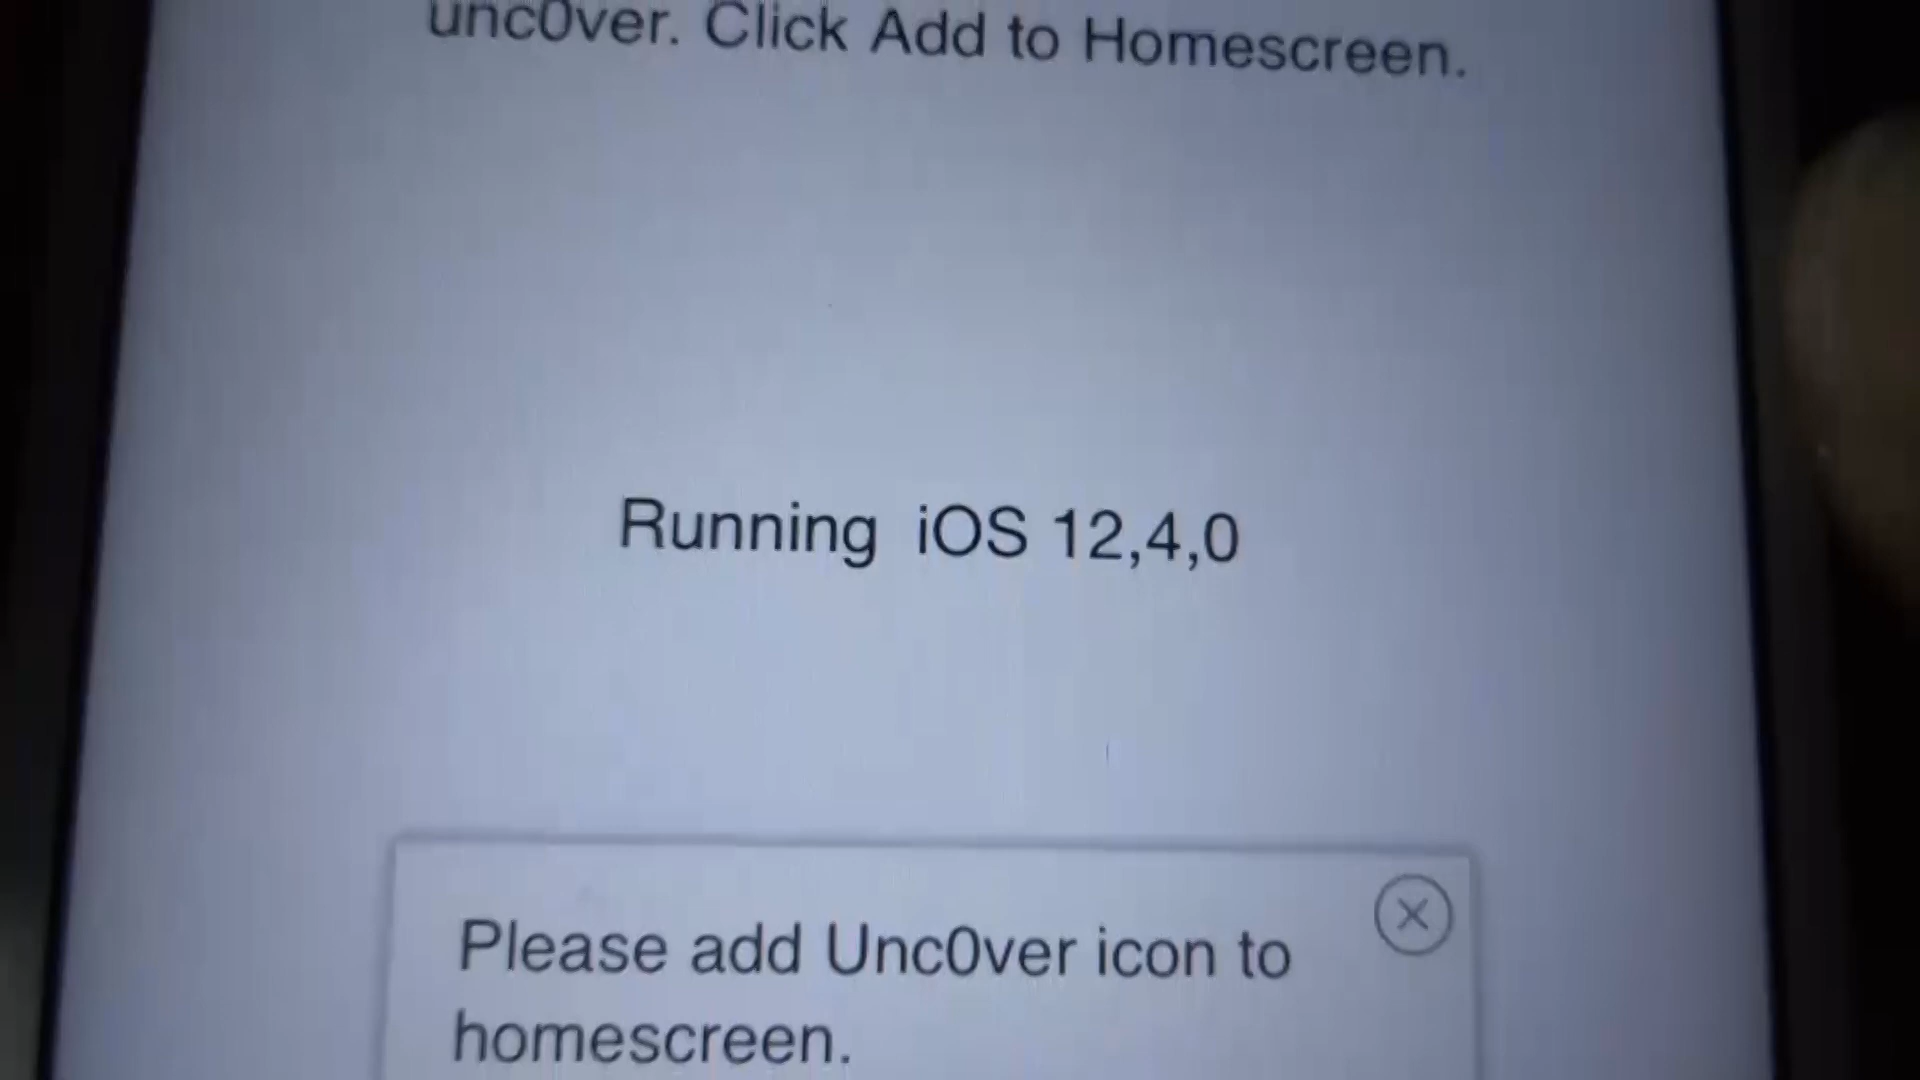 unc0ver. Click Add to Homescreen.
Running iOS 12,4,0
Please add Unc0ver icon to
homescreen.